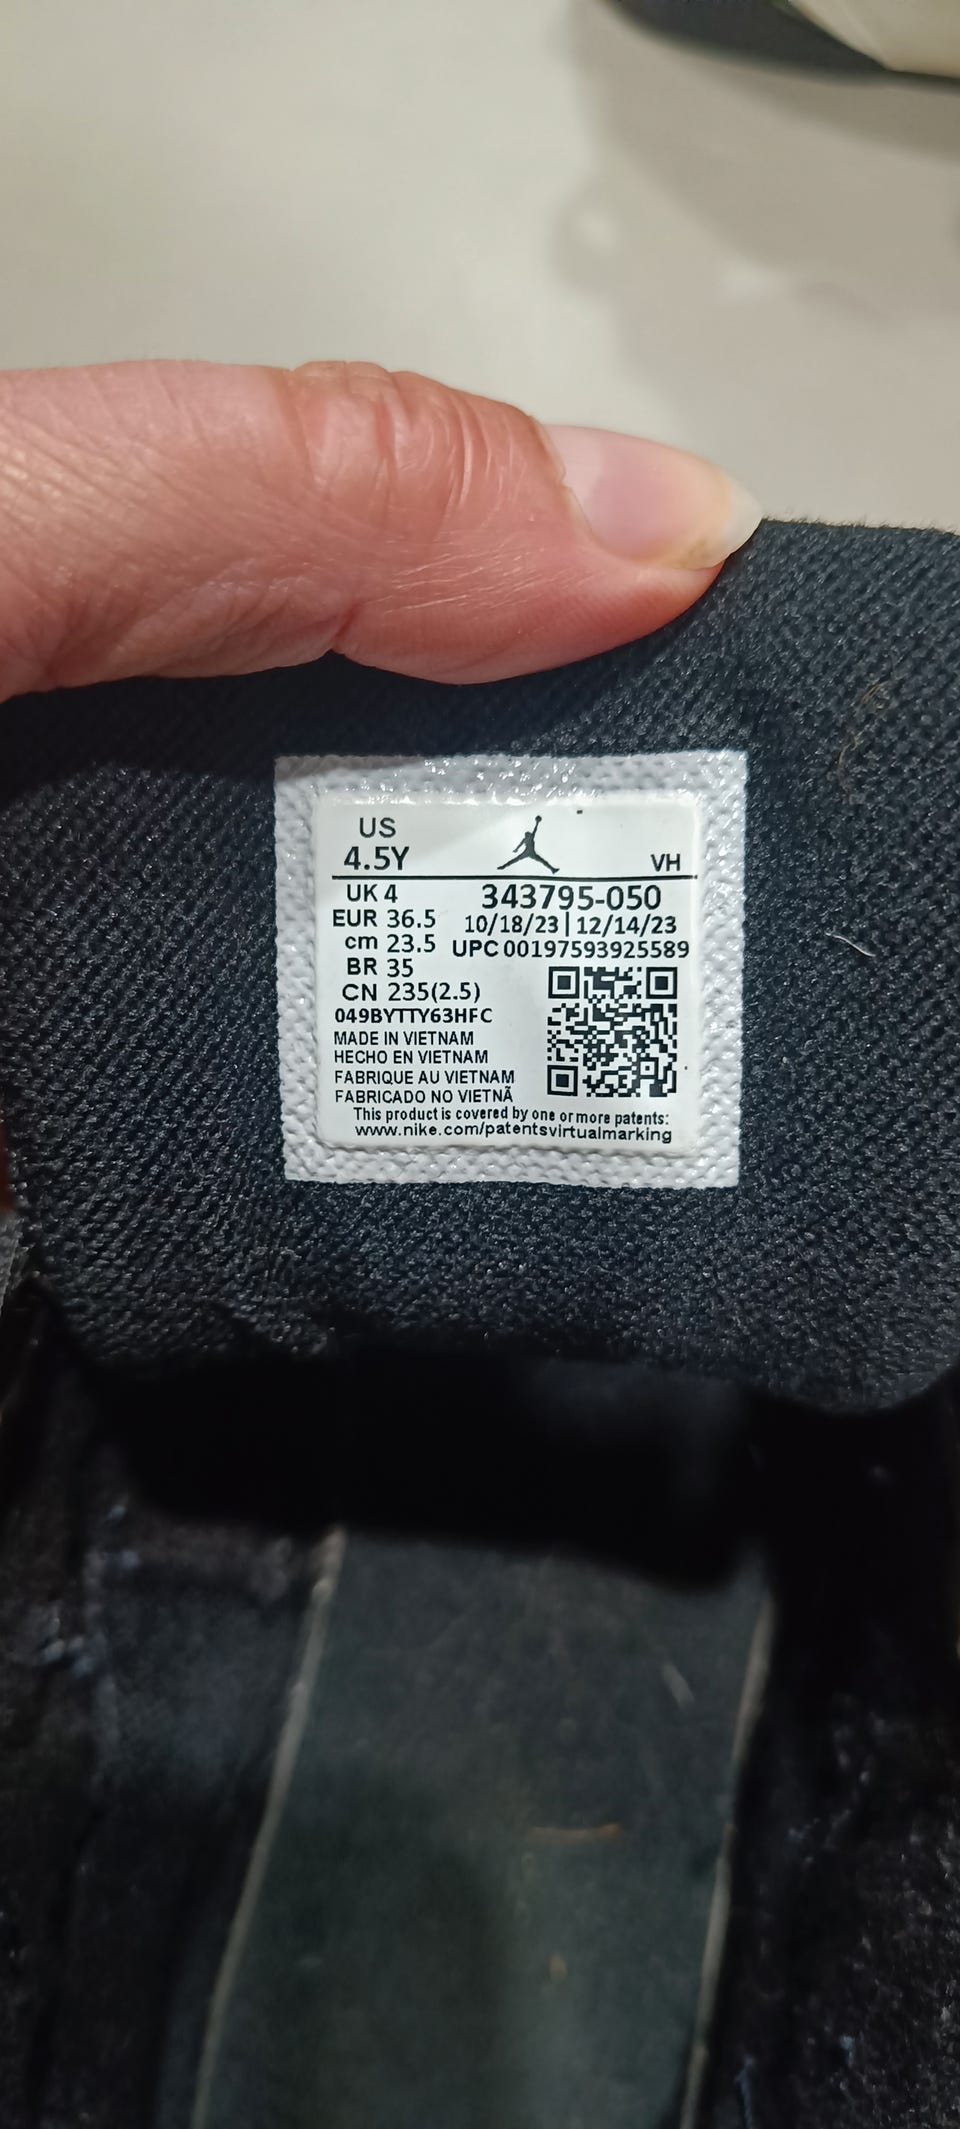 US
4.5Y
VH
UK 4
343795-050
EUR 36.5
10/18/23|12/14/23
cm 23.5
UPC 00197593925589
BR 35
CN 235(2.5)
049BYTTY63HFC
MADE IN VIETNAM
HECHO EN VIETNAM
FABRIQUE AU VIETNAM
FABRICADO NO VIETNÃ
This product is covered by one or more patents:
www.nike.com/patentsvirtualmarking